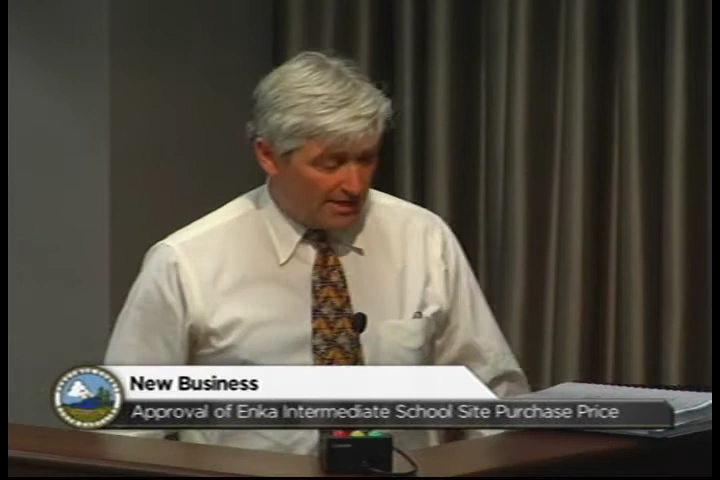 New Business
Approval of Enka Intermediate School Site Purchase Price